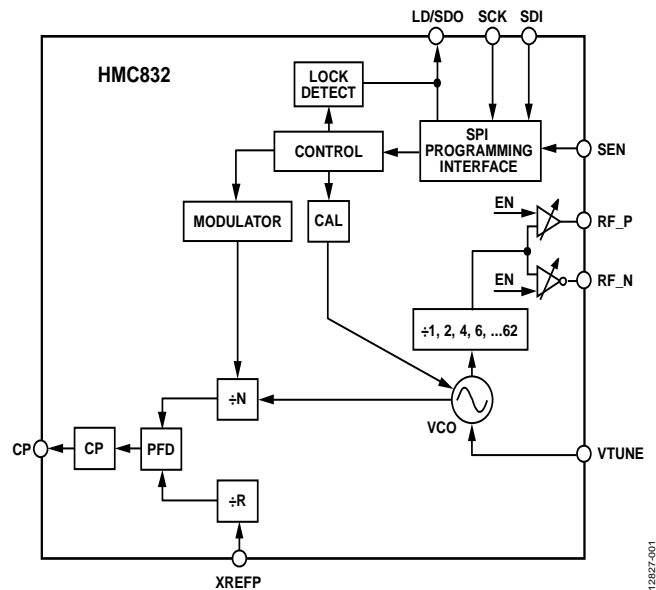 LD/SDO SCK SDI
HMC832
LOCK
DETECT
SPI
PROGRAMMING
INTERFACE
CONTROL
SEN
MODULATOR
CAL
EN
RF_P
EN
RF_N
÷1, 2, 4, 6, ...62
÷N
VCO
CP
CP
PFD
VTUNE
÷R
XREFP
12827-001